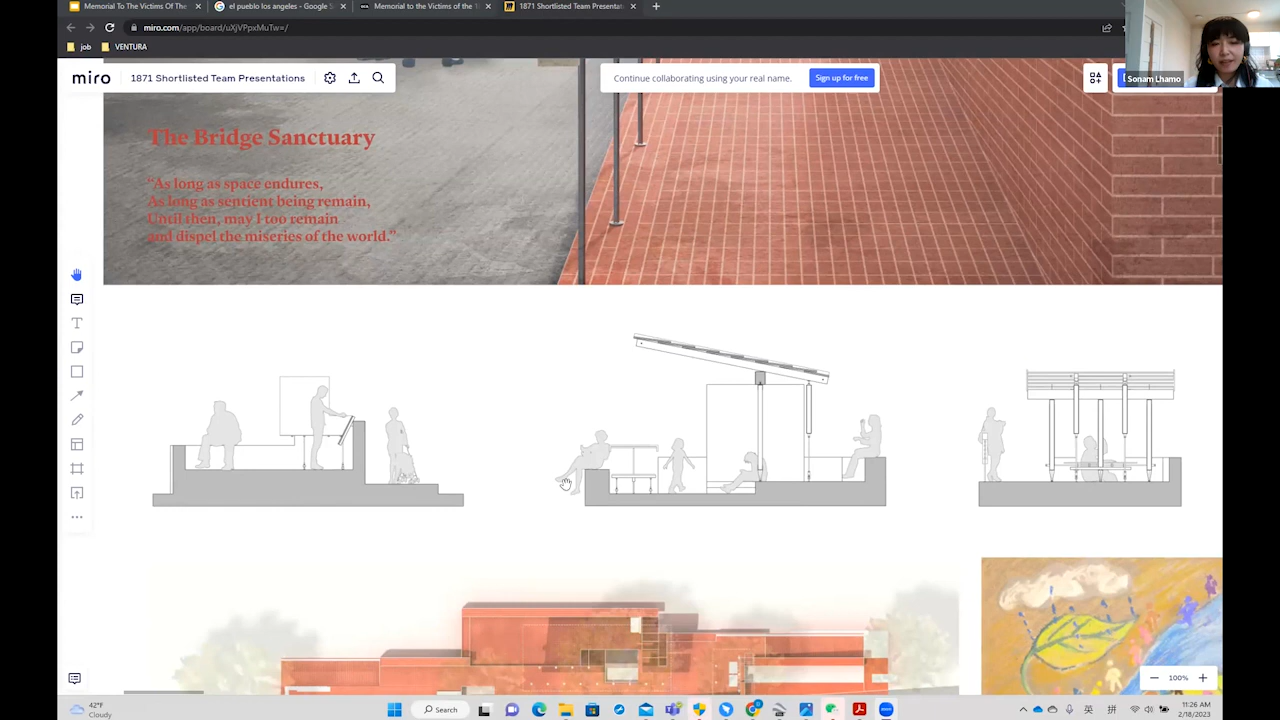 Memorial To The Victims Of The
el pueblo los angeles - Google S
Memorial to the Victims of the 1
1871 Shortlisted Team Presentat
miro.com/app/board/uXjVPpxMuTw=/
job
VENTURA
miro
1871 Shortlisted Team Presentations
Continue collaborating using your real name.
Sign up for free
Sonam Lhamo
The Bridge Sanctuary
“As long as space endures,
As long as sentient being remain,
Until then, may I too remain
and dispel the miseries of the world.”
100%
42°F
Cloudy
Search
英
拼
11:26 AM
2/18/2023